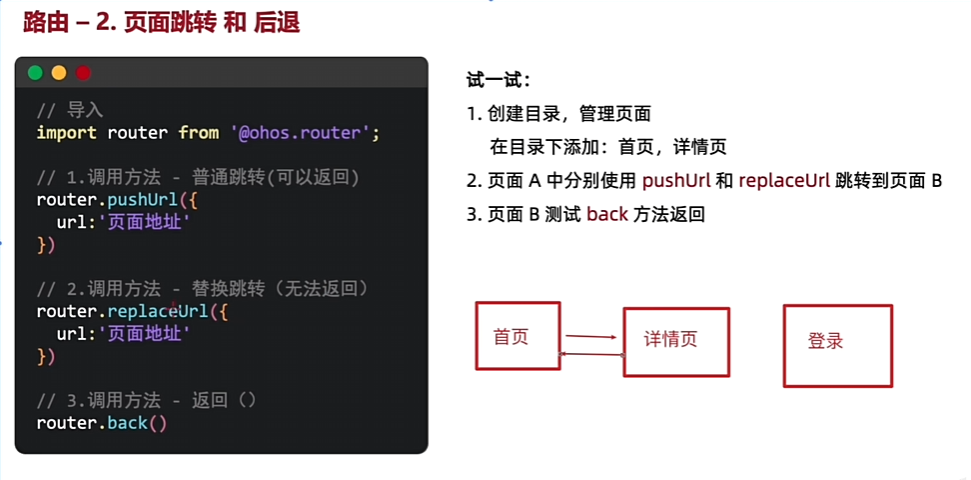 路由 – 2. 页面跳转 和 后退
// 导入
import router from '@ohos.router';
// 1.调用方法 - 普通跳转(可以返回)
router.pushUrl({
url:'页面地址'
})
// 2.调用方法 - 替换跳转（无法返回）
router.replaceUrl({
url:'页面地址'
})
// 3.调用方法 - 返回（）
router.back()
试一试：
1. 创建目录，管理页面
在目录下添加：首页，详情页
2. 页面 A 中分别使用 pushUrl 和 replaceUrl 跳转到页面 B
3. 页面 B 测试 back 方法返回
首页
详情页
登录